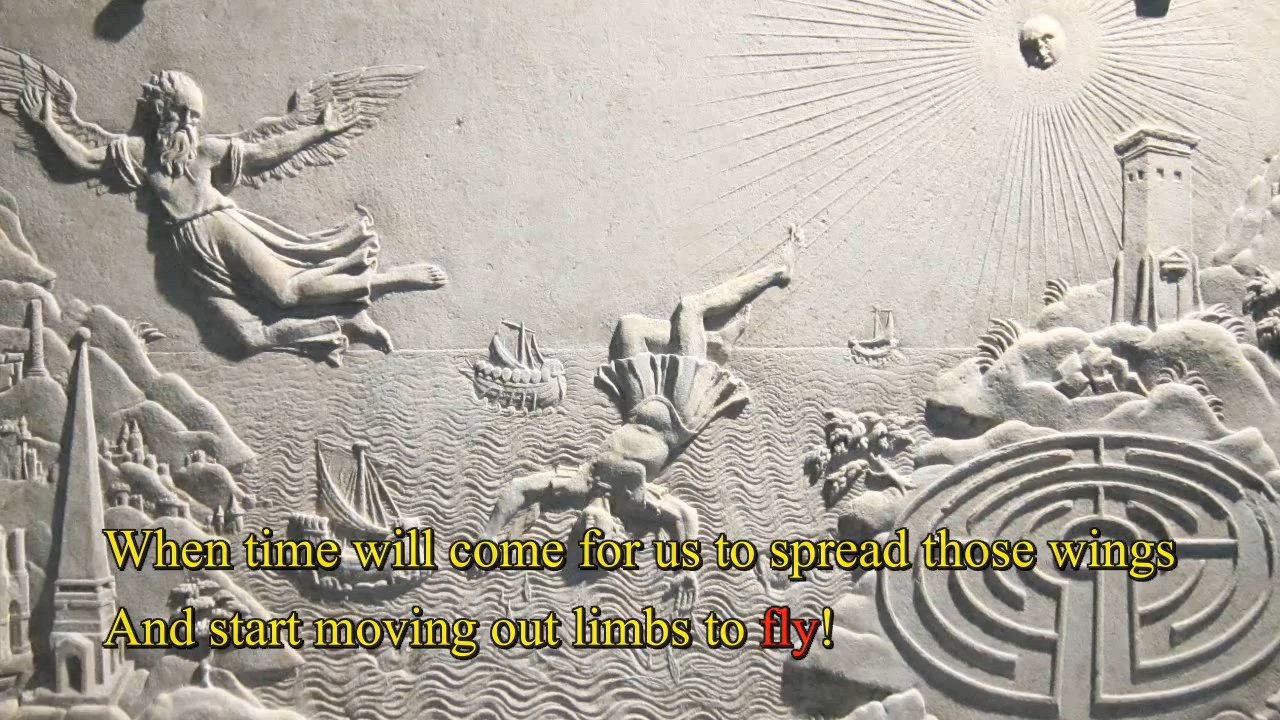 When time will come for us to spread those wings
And start moving out limbs to fly!